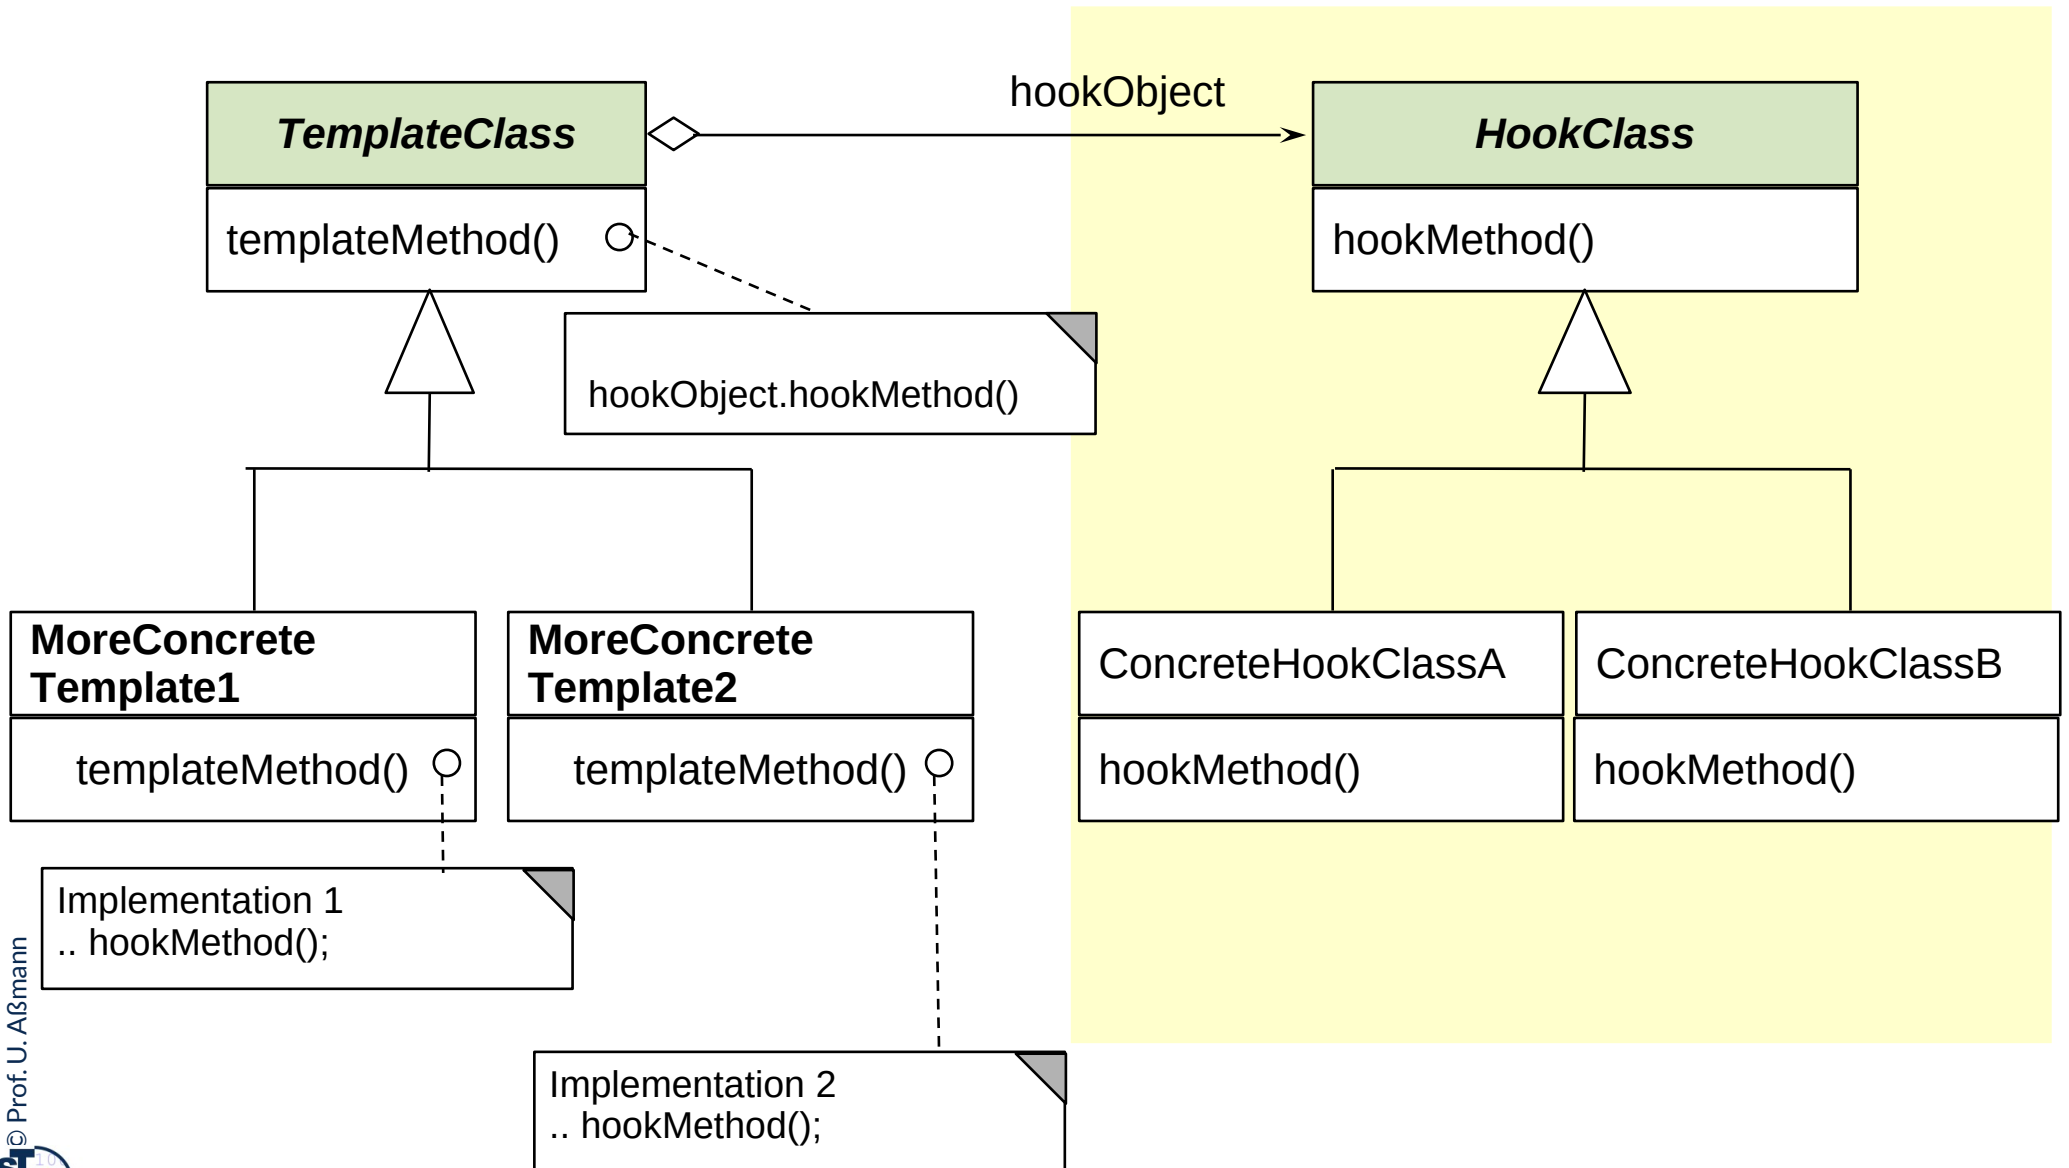 hookObject
TemplateClass
HookClass
templateMethod()
hookMethod()
hookObject.hookMethod()
MoreConcrete
Template1
MoreConcrete
Template2
ConcreteHookClassA
ConcreteHookClassB
templateMethod()
templateMethod()
hookMethod()
hookMethod()
Implementation 1
.. hookMethod();
Implementation 2
.. hookMethod();
© Prof. U. Aßmann